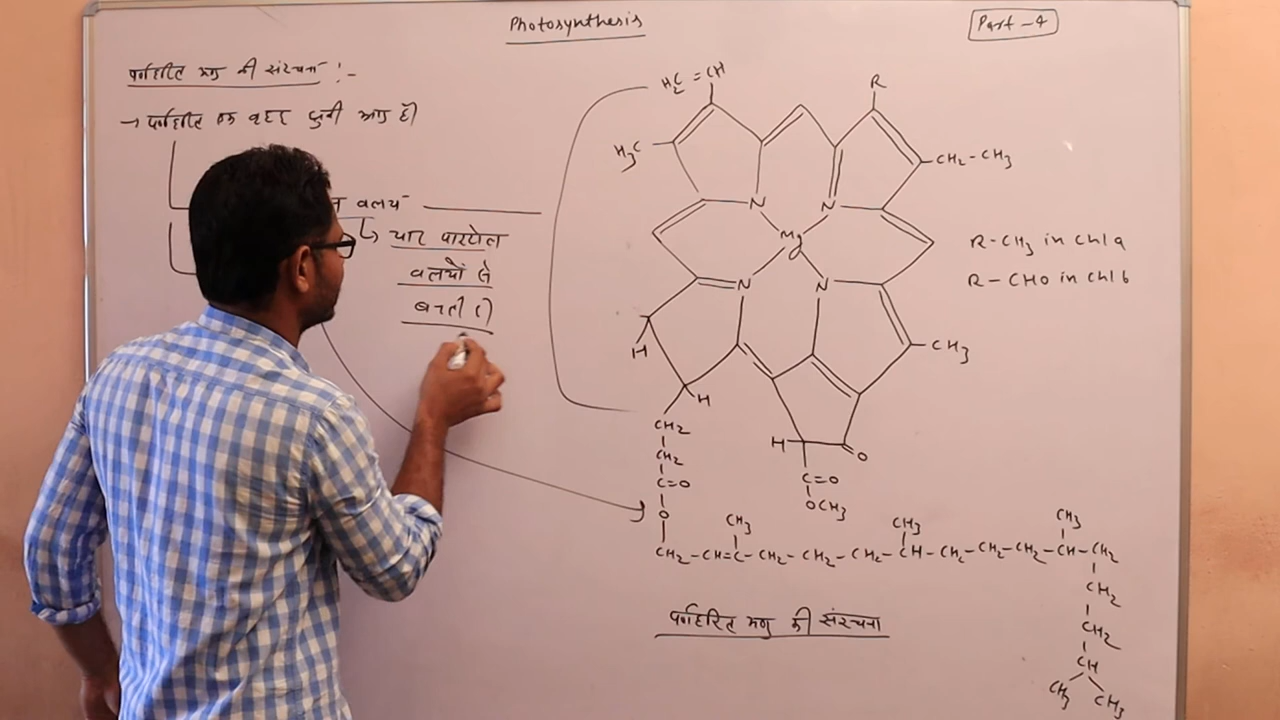 Photosynthesis
Part-4
पर्णहरित अणु की संरचना :-
→ पर्णहरित एक वृहद
वलय
↳ चार पायरोल
वलयों से
बनती है
H₂C=CH
R
H₃C
CH₂-CH₃
N
N
Mg
N
N
R-CH₃ in Chl a
R-CHO in Chl b
H
CH₃
H
H
O
CH₂
CH₂
C=O
O
C=O
OCH₃
CH₃
CH₃
CH₃
CH₂-CH=C-CH₂-CH₂-CH₂-CH-CH₂-CH₂-CH₂-CH-CH₂
CH₂
CH₂
CH
CH₃
CH₃
पर्णहरित अणु की संरचना